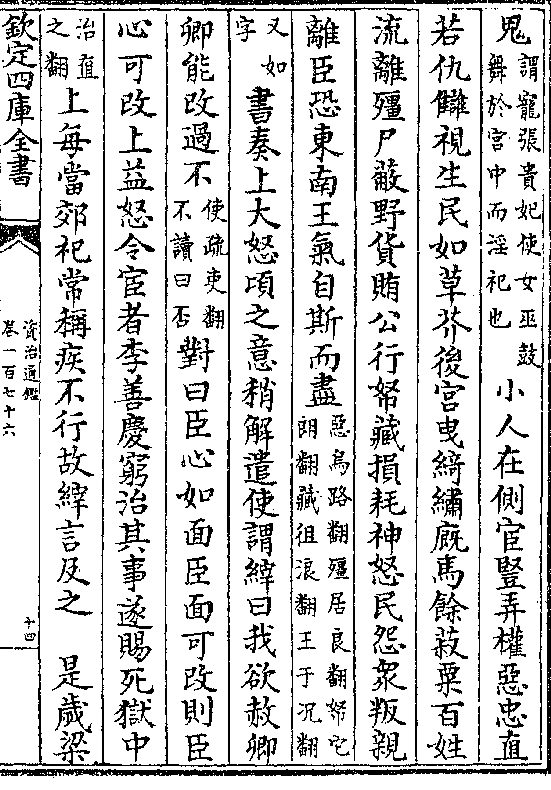 鬼謂寵張貴妃使女巫鼓舞於宫中而淫祀也小人在側宦豎弄權惡忠直
若仇讎視生民如草芥後宫曳綺繡廐馬餘菽粟百姓
流離殭尸蔽野貨賄公行帑藏損耗神怒民怨衆叛親
離臣恐東南王氣自斯而盡惡烏路翻殭居良翻帑它朗翻藏徂浪翻王于況翻
又如字書奏上大怒頃之意稍解遣使謂縡曰我欲赦卿
卿能改過不使疏吏翻不讀曰否對曰臣心如面臣面可改則臣
心可改上益怒令宦者李善慶窮治其事遂賜死獄中
治直之翻上每當郊祀常稱疾不行故縡言及之　是歲梁
欽定四庫全書
資治通鑑
卷一百七十六
十四